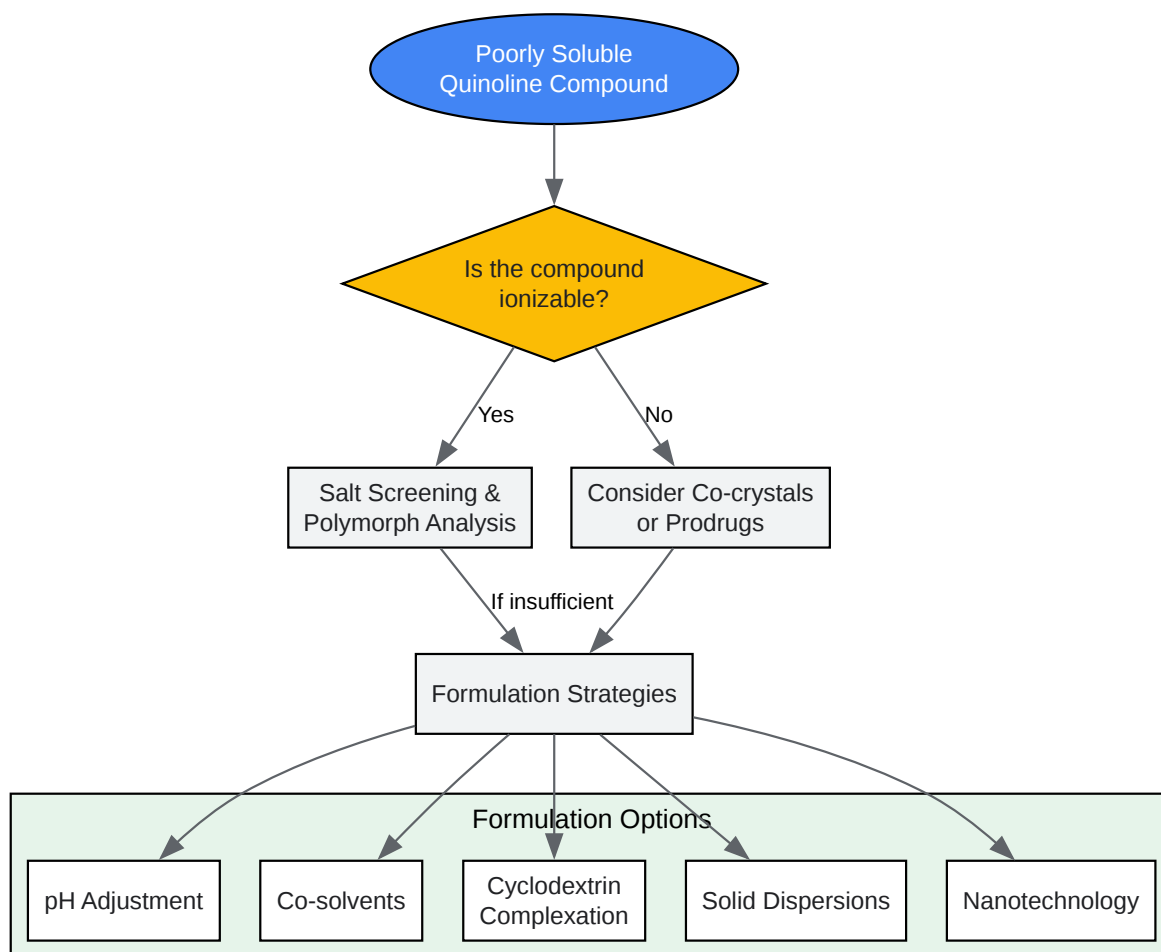 Poorly Soluble
Quinoline Compound
Is the compound
ionizable?
Yes
No
Salt Screening &
Polymorph Analysis
Consider Co-crystals
or Prodrugs
If insufficient
Formulation Strategies
Formulation Options
pH Adjustment
Co-solvents
Cyclodextrin
Complexation
Solid Dispersions
Nanotechnology